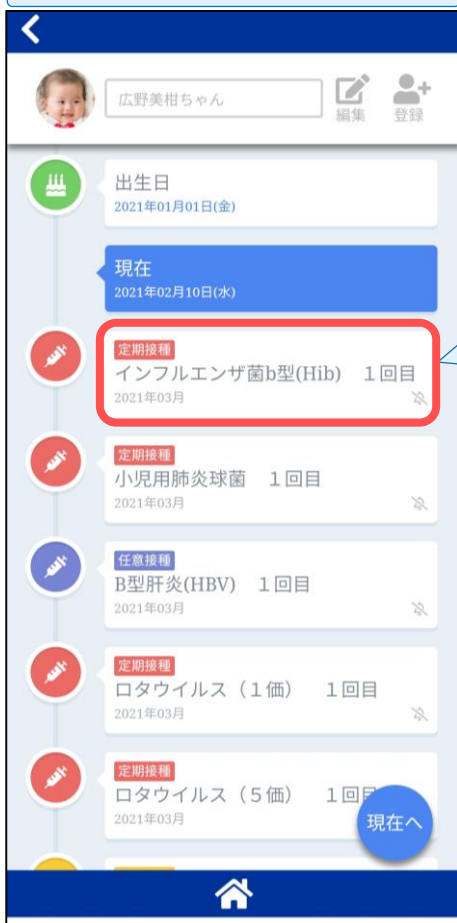 広野美柑ちゃん
編集
登録
出生日
2021年01月01日(金)
現在
2021年02月10日(水)
定期接種
インフルエンザ菌b型(Hib)　１回目
2021年03月
定期接種
小児用肺炎球菌　１回目
2021年03月
任意接種
B型肝炎(HBV)　１回目
2021年03月
定期接種
ロタウイルス（１価）　１回目
2021年03月
定期接種
ロタウイルス（５価）　１回
2021年03月
現在へ